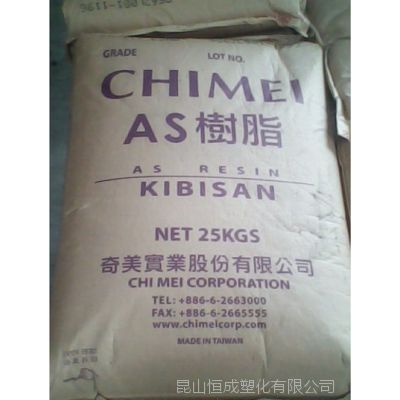 GRADE LOT NO.
CHIMEI
AS樹脂
AS RESIN
KIBISAN
NET 25KGS
奇美實業股份有限公司
CHI MEI CORPORATION
TEL: +886-6-2663000
FAX: +886-6-2665555
www.chimeicorp.com
MADE IN TAIWAN
昆山恒成塑化有限公司